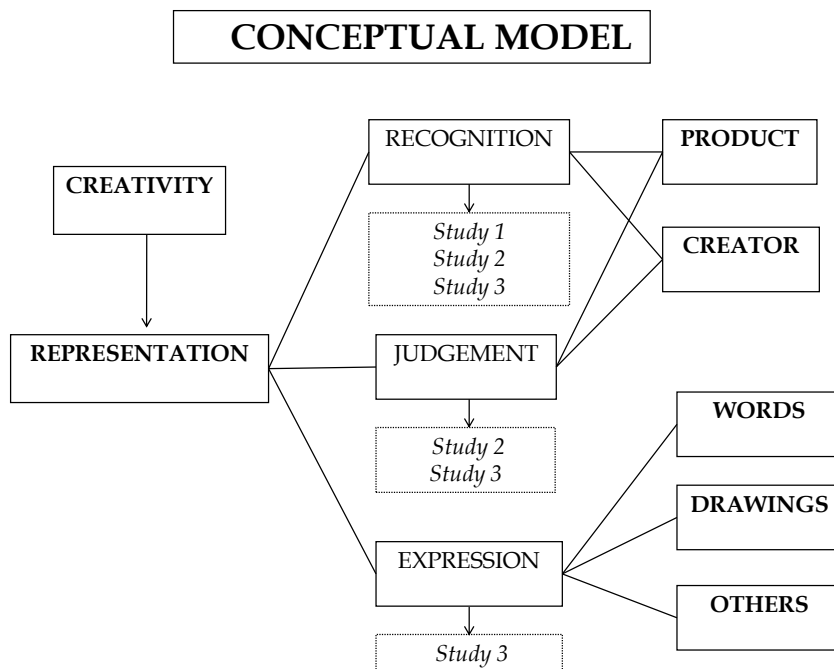 CONCEPTUAL MODEL
CREATIVITY
REPRESENTATION
RECOGNITION
Study 1
Study 2
Study 3
JUDGEMENT
Study 2
Study 3
EXPRESSION
Study 3
PRODUCT
CREATOR
WORDS
DRAWINGS
OTHERS